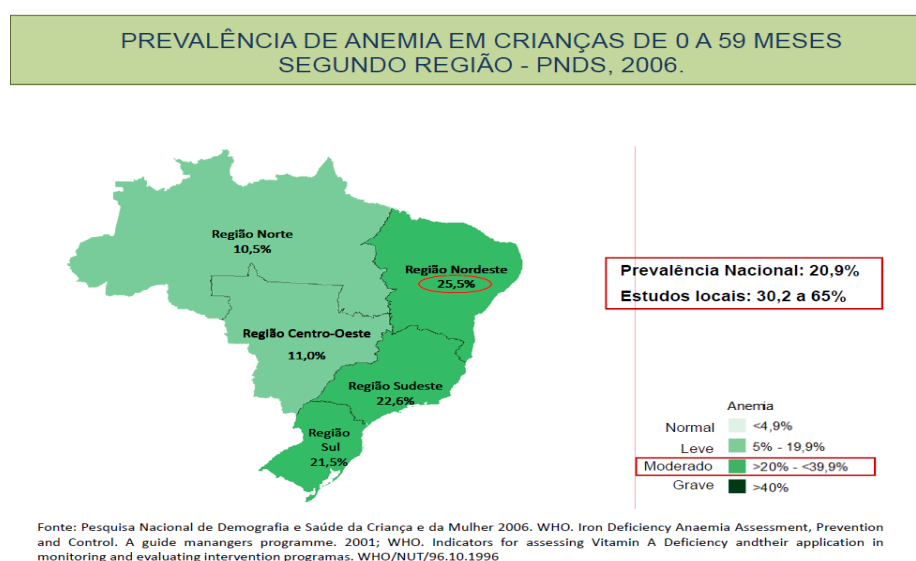 PREVALÊNCIA DE ANEMIA EM CRIANÇAS DE 0 A 59 MESES
SEGUNDO REGIÃO - PNDS, 2006.
Região Norte
10,5%
Região Nordeste
25,5%
Região Centro-Oeste
11,0%
Região Sudeste
22,6%
Região
Sul
21,5%
Prevalência Nacional: 20,9%
Estudos locais: 30,2 a 65%
Anemia
Normal <4,9%
Leve 5% - 19,9%
Moderado >20% - <39,9%
Grave >40%
Fonte: Pesquisa Nacional de Demografia e Saúde da Criança e da Mulher 2006. WHO. Iron Deficiency Anaemia Assessment, Prevention
and Control. A guide manangers programme. 2001; WHO. Indicators for assessing Vitamin A Deficiency andtheir application in
monitoring and evaluating intervention programas. WHO/NUT/96.10.1996